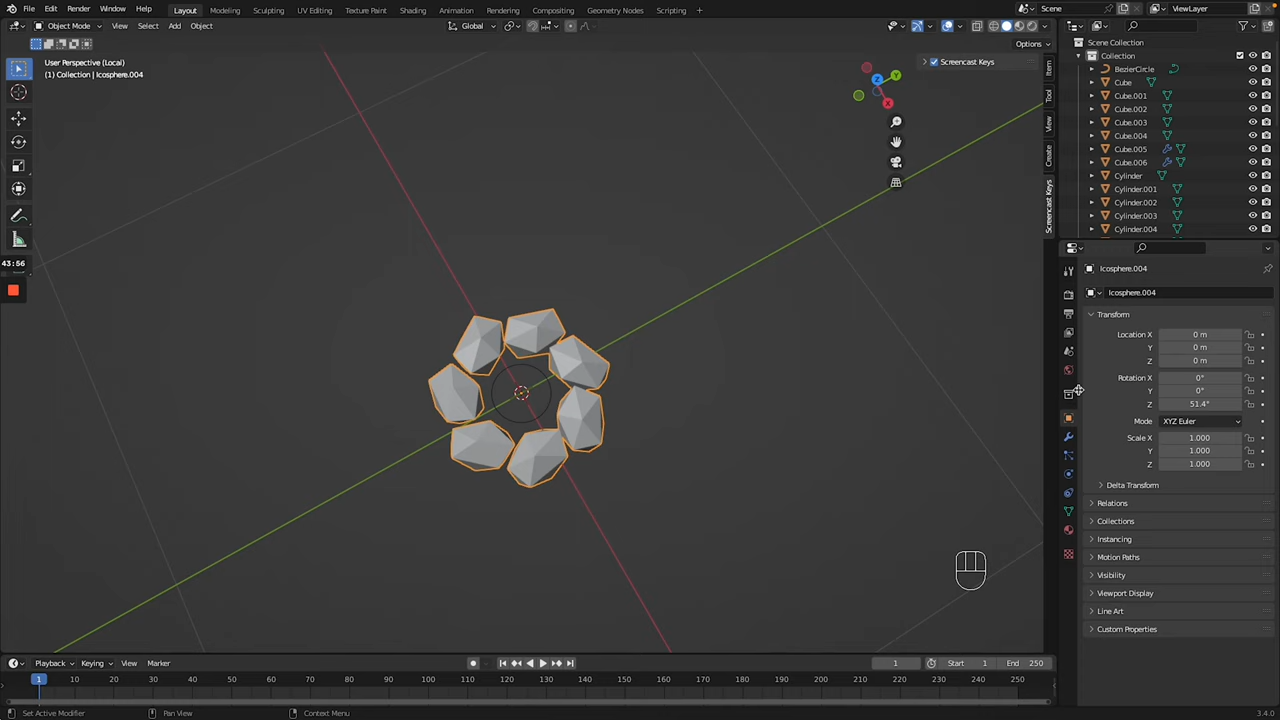 File Edit Render Window Help Layout Modeling Sculpting UV Editing Texture Paint Shading Animation Rendering Compositing Geometry Nodes Scripting Scene ViewLayer
Object Mode View Select Add Object Global
Options
User Perspective (Local)
(1) Collection | Icosphere.004
Screencast Keys
Item
Tool
View
Create
Screencast Keys
X
Y
Z
43:56
Scene Collection
Collection
BezierCircle
Cube
Cube.001
Cube.002
Cube.003
Cube.004
Cube.005
Cube.006
Cylinder
Cylinder.001
Cylinder.002
Cylinder.003
Cylinder.004
Icosphere.004
Icosphere.004
Transform
Location X 0 m
Y 0 m
Z 0 m
Rotation X 0°
Y 0°
Z 51.4°
Mode XYZ Euler
Scale X 1.000
Y 1.000
Z 1.000
Delta Transform
Relations
Collections
Instancing
Motion Paths
Visibility
Viewport Display
Line Art
Custom Properties
Playback Keying View Marker 1 Start 1 End 250
1 10 20 30 40 50 60 70 80 90 100 110 120 130 140 150 160 170 180 190 200 210 220 230 240 250
Set Active Modifier Pan View Context Menu 3.4.0